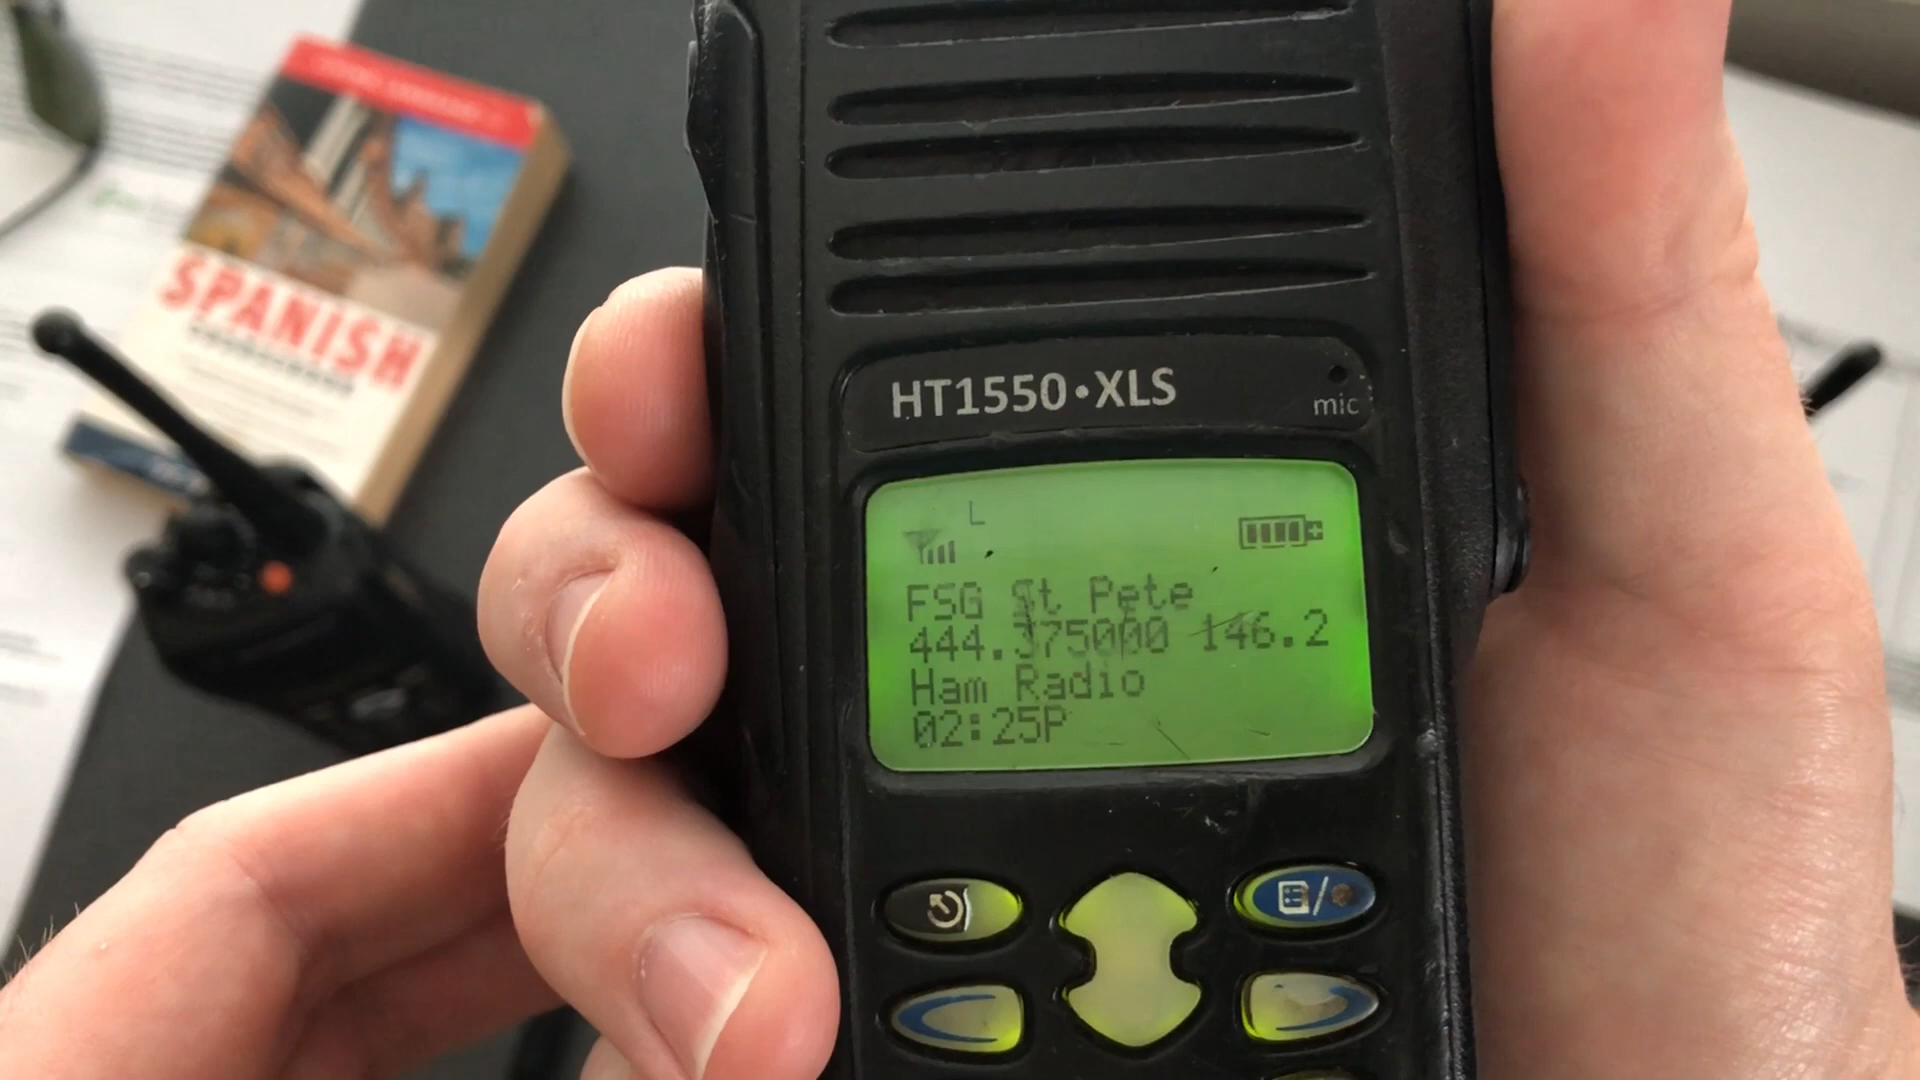 SPANISH
HT1550•XLS
mic
L
FSG St Pete
444.375000 146.2
Ham Radio
02:25P